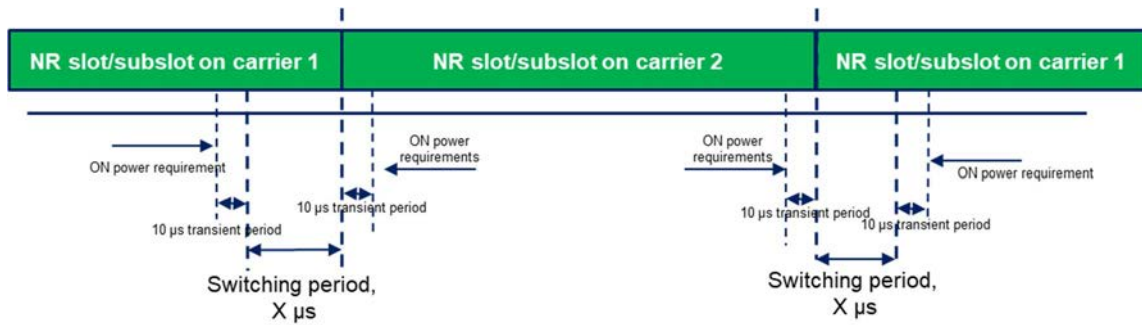 NR slot/subslot on carrier 1
NR slot/subslot on carrier 2
NR slot/subslot on carrier 1
ON power requirement
ON power
requirements
ON power
requirements
ON power requirement
10 µs transient period
10 µs transient period
10 µs transient period
10 µs transient period
Switching period,
X µs
Switching period,
X µs